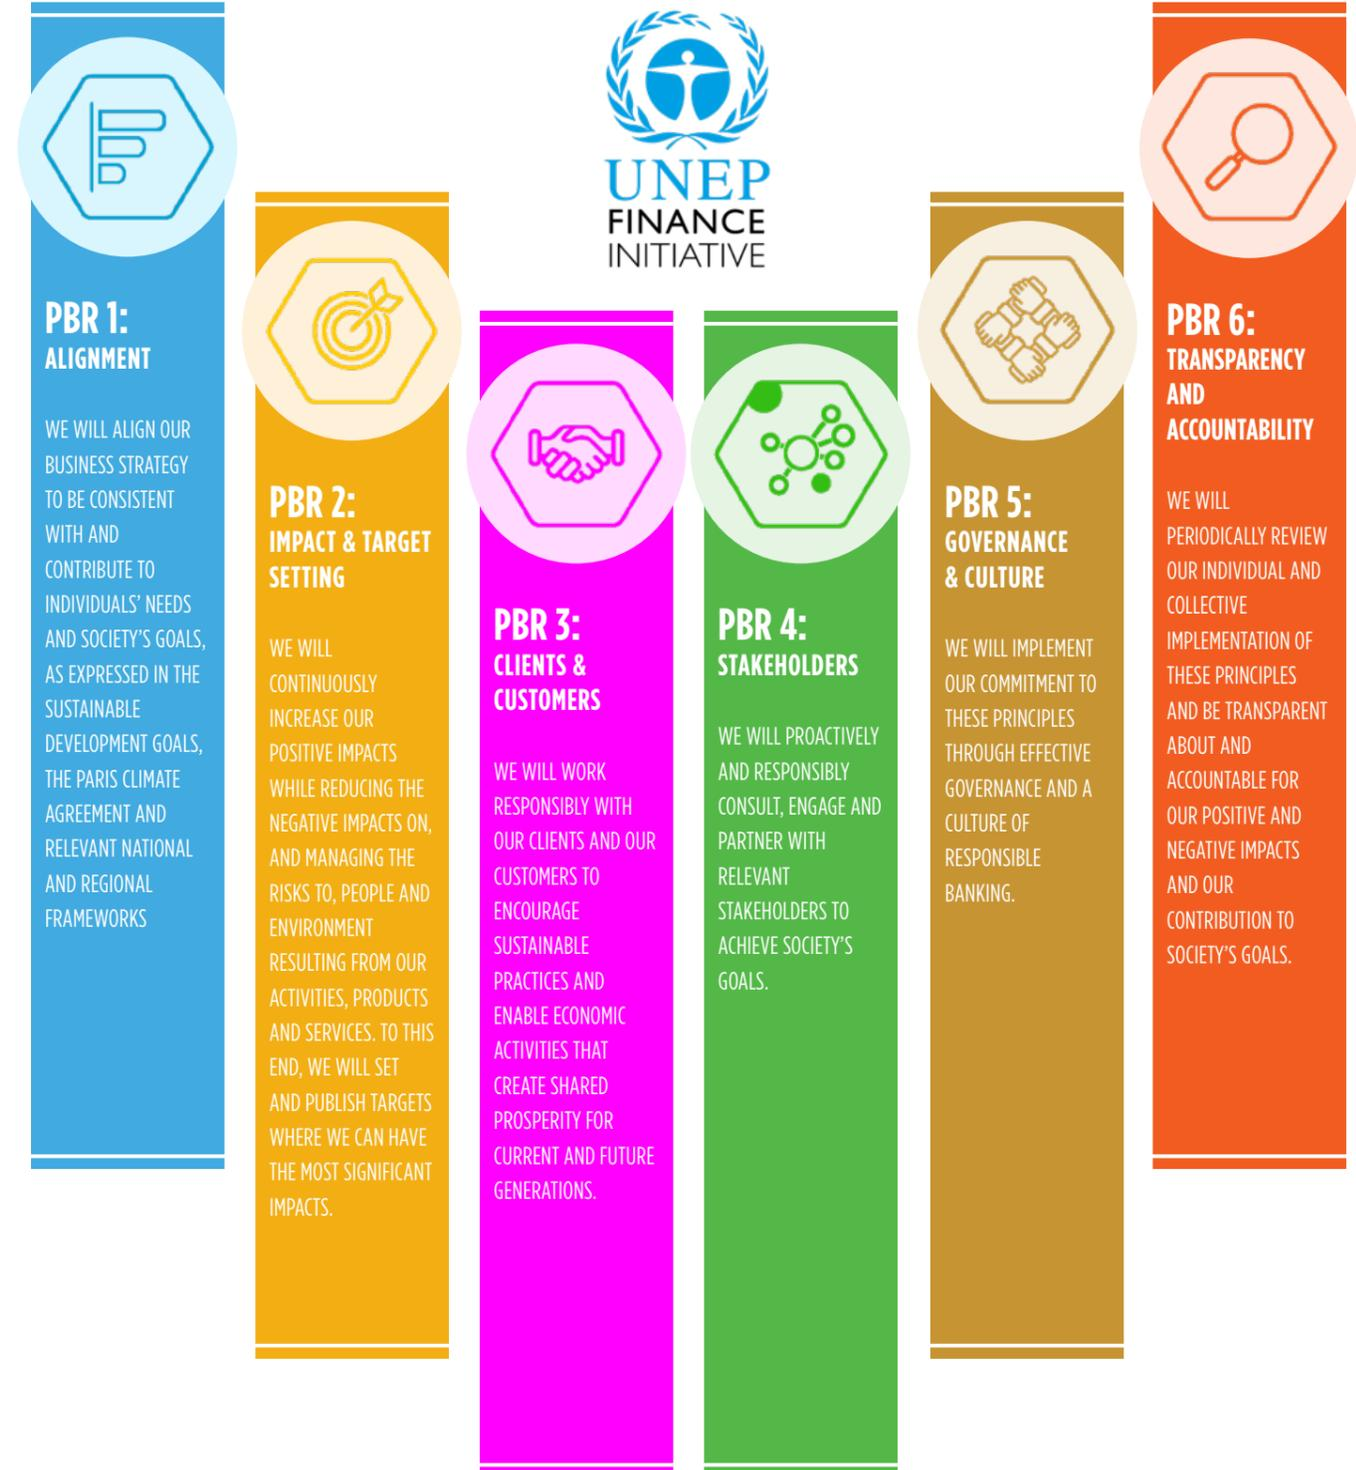 UNEP
FINANCE
INITIATIVE
PBR 1:
ALIGNMENT
WE WILL ALIGN OUR
BUSINESS STRATEGY
TO BE CONSISTENT
WITH AND
CONTRIBUTE TO
INDIVIDUALS' NEEDS
AND SOCIETY'S GOALS,
AS EXPRESSED IN THE
SUSTAINABLE
DEVELOPMENT GOALS,
THE PARIS CLIMATE
AGREEMENT AND
RELEVANT NATIONAL
AND REGIONAL
FRAMEWORKS
PBR 2:
IMPACT & TARGET
SETTING
WE WILL
CONTINUOUSLY
INCREASE OUR
POSITIVE IMPACTS
WHILE REDUCING THE
NEGATIVE IMPACTS ON,
AND MANAGING THE
RISKS TO, PEOPLE AND
ENVIRONMENT
RESULTING FROM OUR
ACTIVITIES, PRODUCTS
AND SERVICES. TO THIS
END, WE WILL SET
AND PUBLISH TARGETS
WHERE WE CAN HAVE
THE MOST SIGNIFICANT
IMPACTS.
PBR 3:
CLIENTS &
CUSTOMERS
WE WILL WORK
RESPONSIBLY WITH
OUR CLIENTS AND OUR
CUSTOMERS TO
ENCOURAGE
SUSTAINABLE
PRACTICES AND
ENABLE ECONOMIC
ACTIVITIES THAT
CREATE SHARED
PROSPERITY FOR
CURRENT AND FUTURE
GENERATIONS.
PBR 4:
STAKEHOLDERS
WE WILL PROACTIVELY
AND RESPONSIBLY
CONSULT, ENGAGE AND
PARTNER WITH
RELEVANT
STAKEHOLDERS TO
ACHIEVE SOCIETY'S
GOALS.
PBR 5:
GOVERNANCE
& CULTURE
WE WILL IMPLEMENT
OUR COMMITMENT TO
THESE PRINCIPLES
THROUGH EFFECTIVE
GOVERNANCE AND A
CULTURE OF
RESPONSIBLE
BANKING.
PBR 6:
TRANSPARENCY
AND
ACCOUNTABILITY
WE WILL
PERIODICALLY REVIEW
OUR INDIVIDUAL AND
COLLECTIVE
IMPLEMENTATION OF
THESE PRINCIPLES
AND BE TRANSPARENT
ABOUT AND
ACCOUNTABLE FOR
OUR POSITIVE AND
NEGATIVE IMPACTS
AND OUR
CONTRIBUTION TO
SOCIETY'S GOALS.